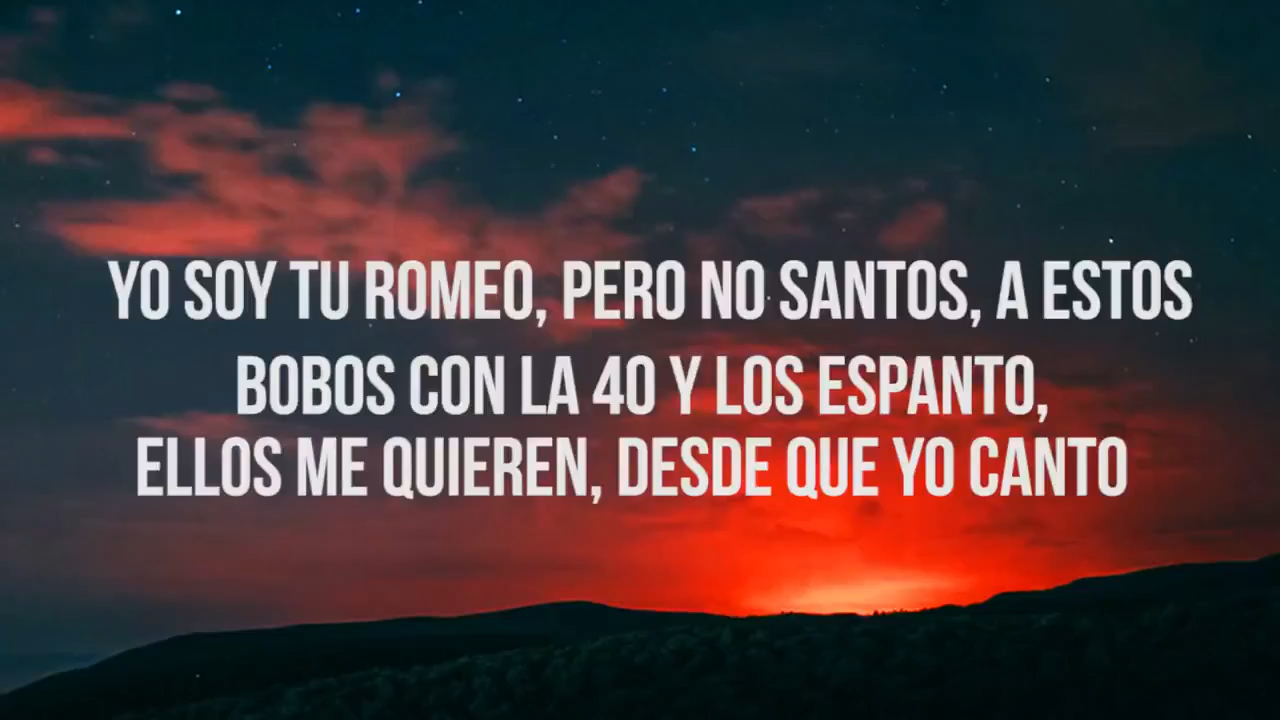 YO SOY TU ROMEO, PERO NO SANTOS, A ESTOS
BOBOS CON LA 40 Y LOS ESPANTO,
ELLOS ME QUIEREN, DESDE QUE YO CANTO